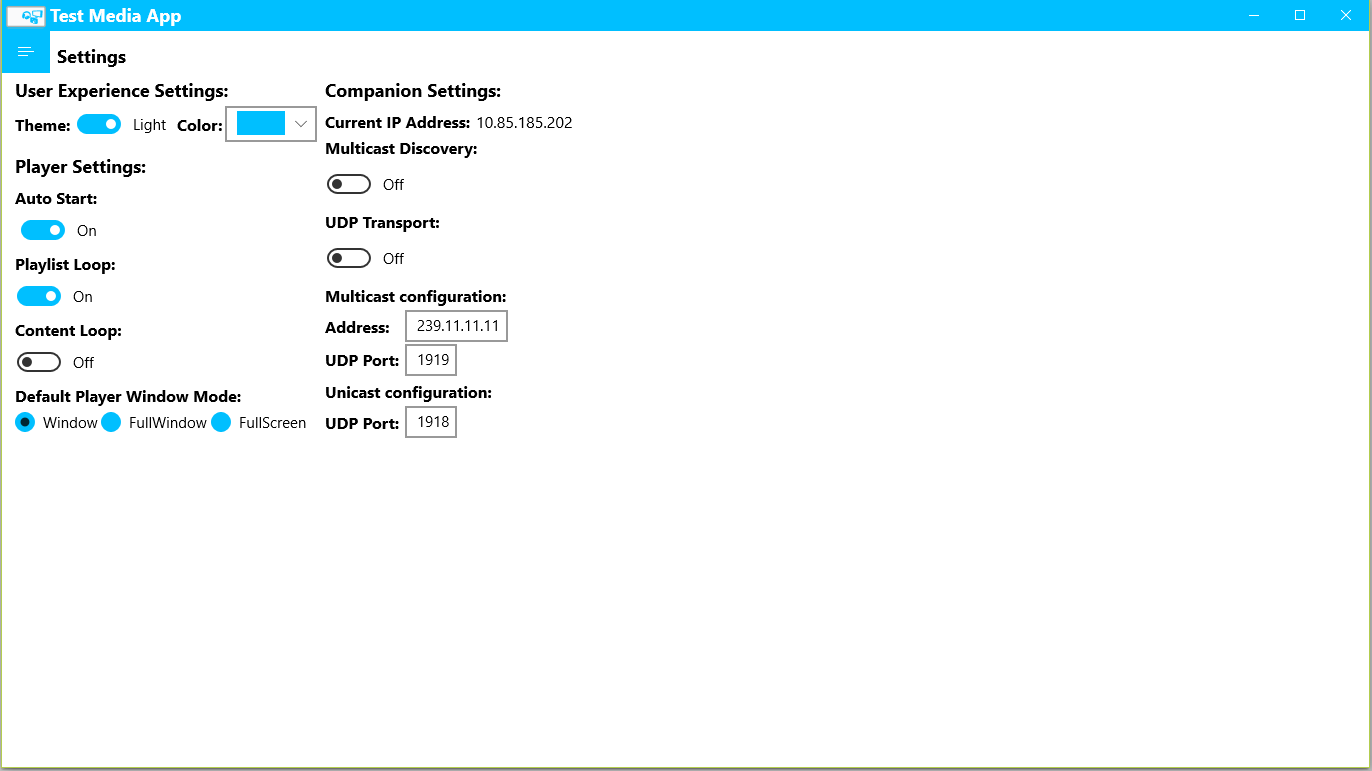 Test Media App
Settings
User Experience Settings:
Theme: Light Color:
Player Settings:
Auto Start:
On
Playlist Loop:
On
Content Loop:
Off
Default Player Window Mode:
Window FullWindow FullScreen
Companion Settings:
Current IP Address: 10.85.185.202
Multicast Discovery:
Off
UDP Transport:
Off
Multicast configuration:
Address: 239.11.11.11
UDP Port: 1919
Unicast configuration:
UDP Port: 1918